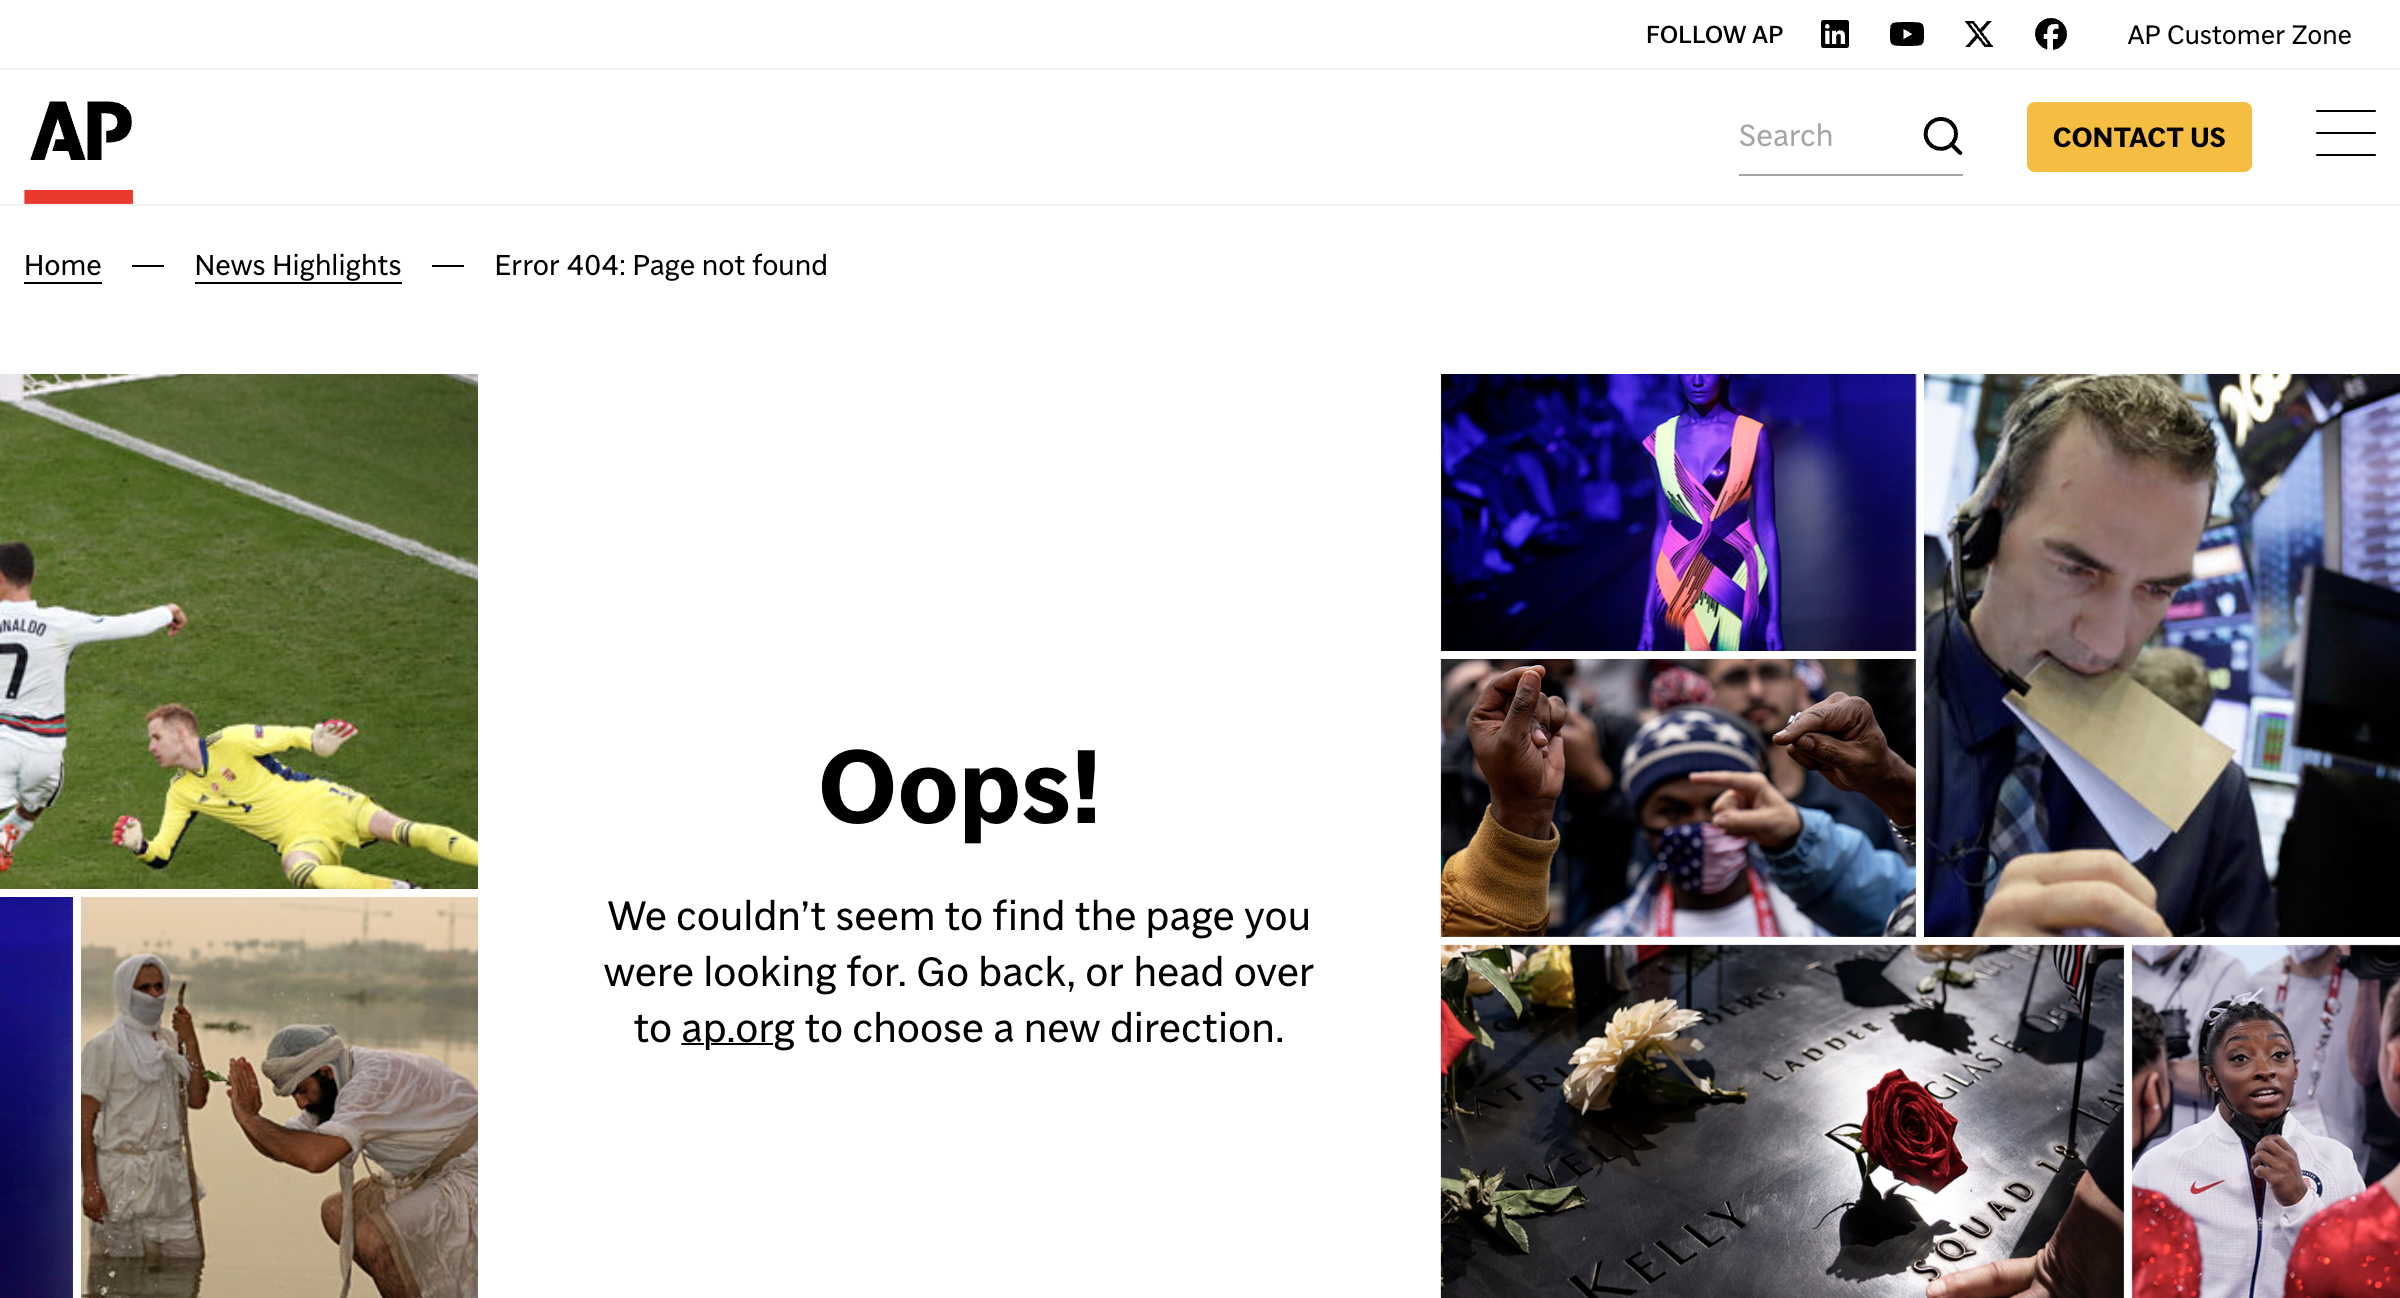 FOLLOW AP
AP Customer Zone
AP
Search
CONTACT US
Home — News Highlights — Error 404: Page not found
NALDO
7
Oops!
We couldn’t seem to find the page you
were looking for. Go back, or head over
to ap.org to choose a new direction.
LADDER
KELLY
SQUAD 18